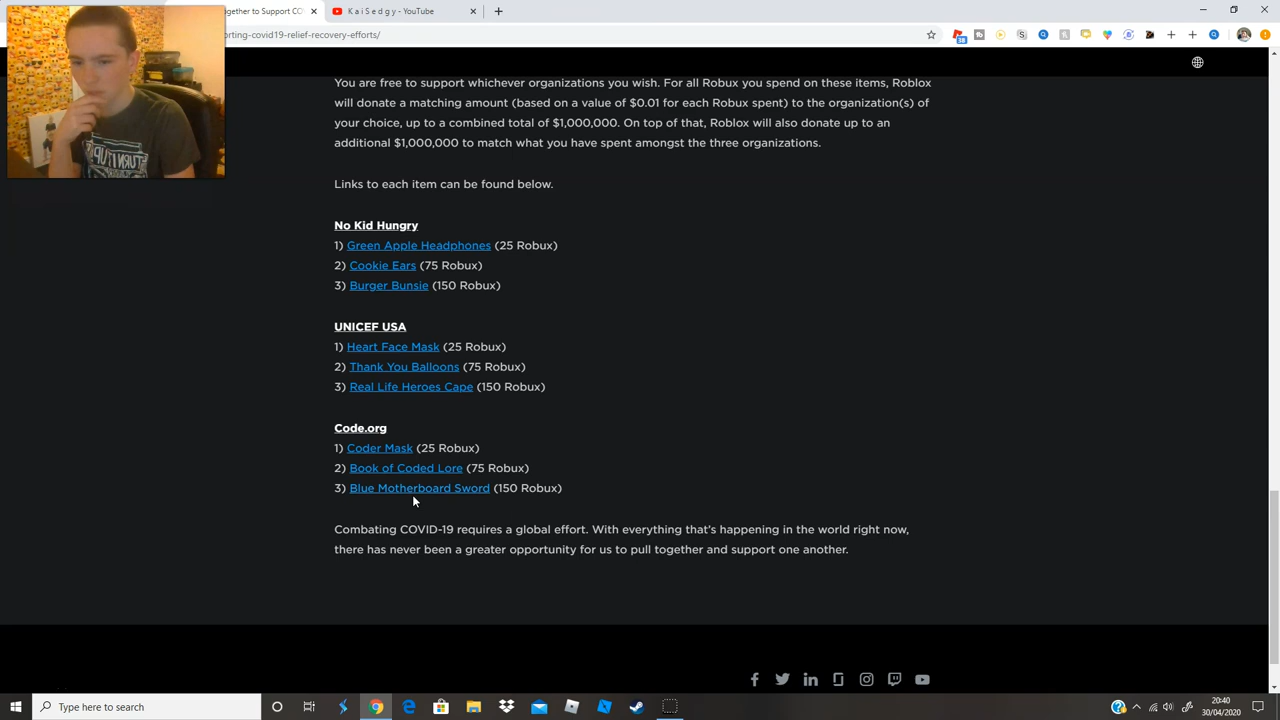 ogether to Support CO
K a i S e d g y - YouTube
orting-covid19-relief-recovery-efforts/
You are free to support whichever organizations you wish. For all Robux you spend on these items, Roblox
will donate a matching amount (based on a value of $0.01 for each Robux spent) to the organization(s) of
your choice, up to a combined total of $1,000,000. On top of that, Roblox will also donate up to an
additional $1,000,000 to match what you have spent amongst the three organizations.
Links to each item can be found below.
No Kid Hungry
1) Green Apple Headphones (25 Robux)
2) Cookie Ears (75 Robux)
3) Burger Bunsie (150 Robux)
UNICEF USA
1) Heart Face Mask (25 Robux)
2) Thank You Balloons (75 Robux)
3) Real Life Heroes Cape (150 Robux)
Code.org
1) Coder Mask (25 Robux)
2) Book of Coded Lore (75 Robux)
3) Blue Motherboard Sword (150 Robux)
Combating COVID-19 requires a global effort. With everything that's happening in the world right now,
there has never been a greater opportunity for us to pull together and support one another.
Type here to search
20:40
30/04/2020